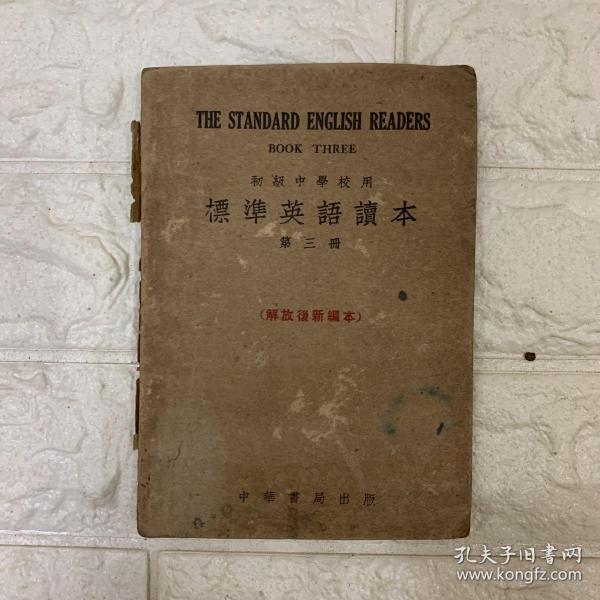 THE STANDARD ENGLISH READERS
BOOK THREE
初級中學校用
標準英語讀本
第三冊
(解放後新編本)
中華書局出版
孔夫子旧书网
www.kongfz.com